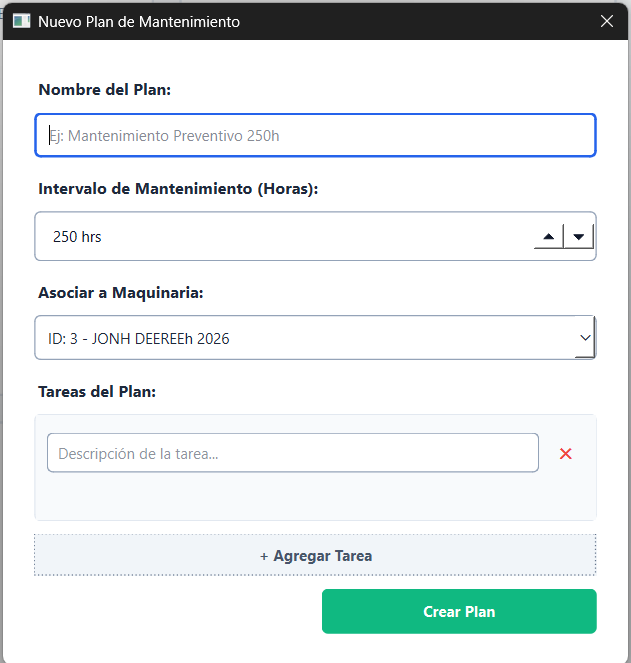 Nuevo Plan de Mantenimiento
Nombre del Plan:
Ej: Mantenimiento Preventivo 250h
Intervalo de Mantenimiento (Horas):
250 hrs
Asociar a Maquinaria:
ID: 3 - JONH DEEREEh 2026
Tareas del Plan:
Descripción de la tarea...
+ Agregar Tarea
Crear Plan